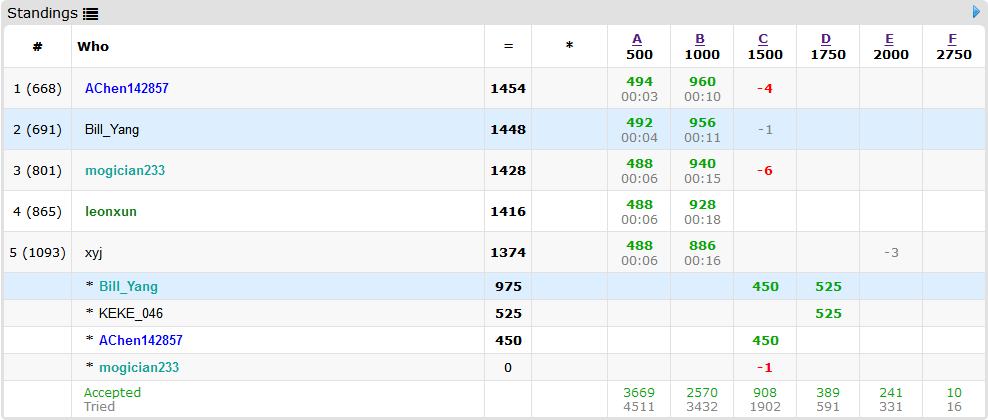 Standings
# Who = * A B C D E F
500 1000 1500 1750 2000 2750
1 (668) AChen142857 1454 494 960 -4
00:03 00:10
2 (691) Bill_Yang 1448 492 956 -1
00:04 00:11
3 (801) mogician233 1428 488 940 -6
00:06 00:15
4 (865) leonxun 1416 488 928
00:06 00:18
5 (1093) xyj 1374 488 886 -3
00:06 00:16
* Bill_Yang 975 450 525
* KEKE_046 525 525
* AChen142857 450 450
* mogician233 0 -1
Accepted 3669 2570 908 389 241 10
Tried 4511 3432 1902 591 331 16